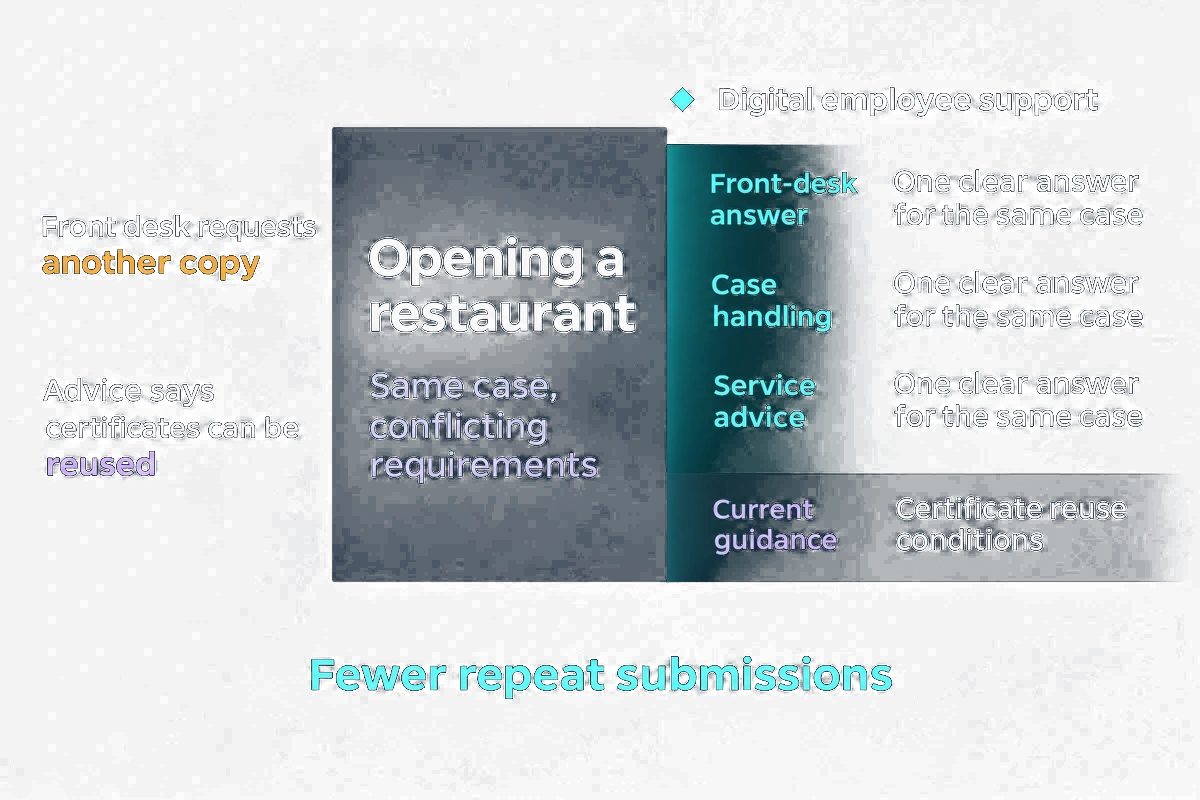 Digital employee support
Front desk requests
another copy
Advice says
certificates can be
reused
Opening a
restaurant
Same case,
conflicting
requirements
Front-desk
answer
One clear answer
for the same case
Case
handling
One clear answer
for the same case
Service
advice
One clear answer
for the same case
Current
guidance
Certificate reuse
conditions
Fewer repeat submissions